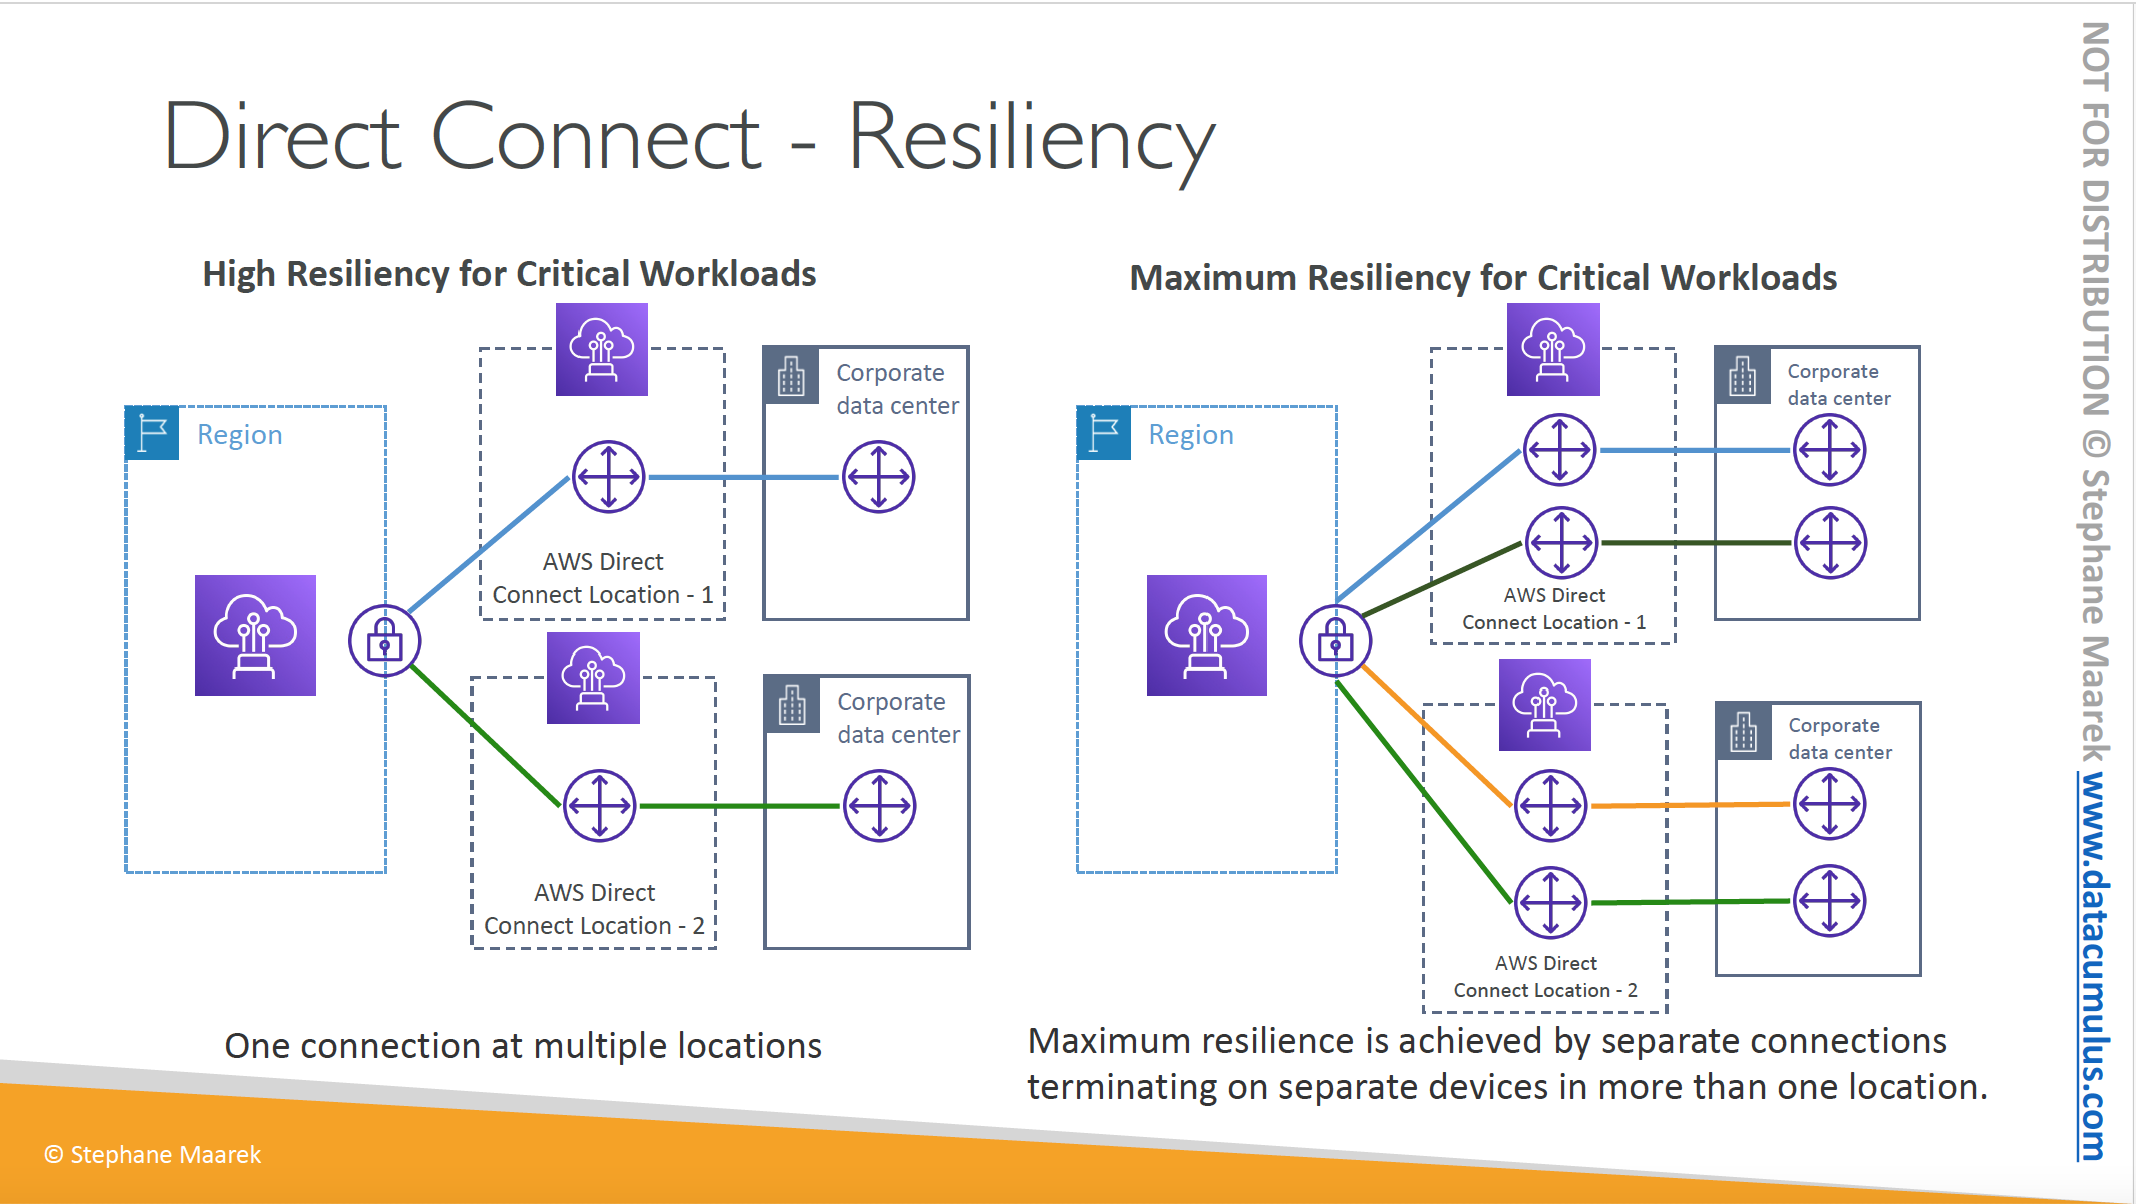 Direct Connect - Resiliency
High Resiliency for Critical Workloads
Region
Corporate
data center
AWS Direct
Connect Location - 1
Corporate
data center
AWS Direct
Connect Location - 2
One connection at multiple locations
Maximum Resiliency for Critical Workloads
Region
Corporate
data center
AWS Direct
Connect Location - 1
Corporate
data center
AWS Direct
Connect Location - 2
Maximum resilience is achieved by separate connections
terminating on separate devices in more than one location.
© Stephane Maarek
NOT FOR DISTRIBUTION © Stephane Maarek www.datacumulus.com